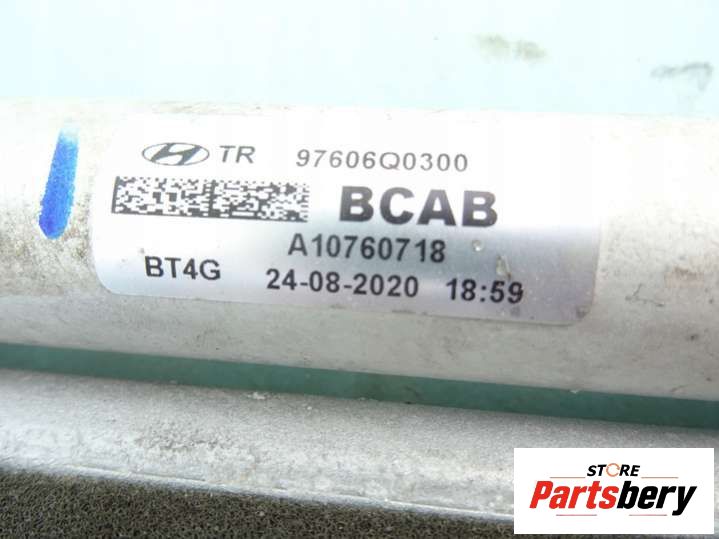 TR 97606Q0300
BCAB
A10760718
BT4G 24-08-2020 18:59
STORE
Partsbery